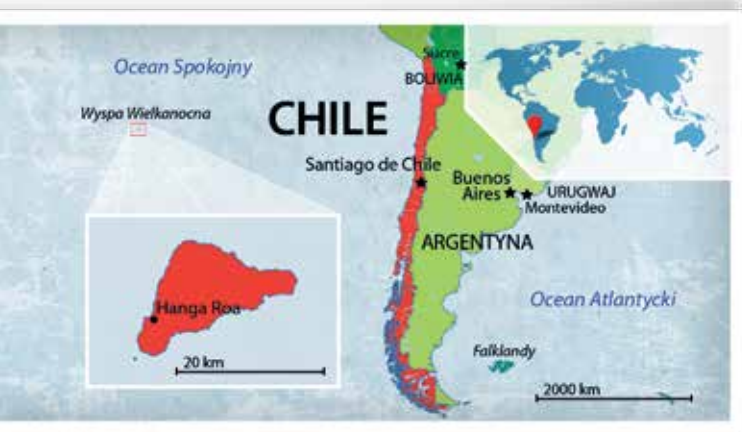 Ocean Spokojny
Wyspa Wielkanocna
CHILE
Sucre
BOLIWIA
Santiago de Chile
Buenos
Aires
URUGWAJ
Montevideo
ARGENTYNA
Hanga Roa
20 km
Ocean Atlantycki
Falklandy
2000 km